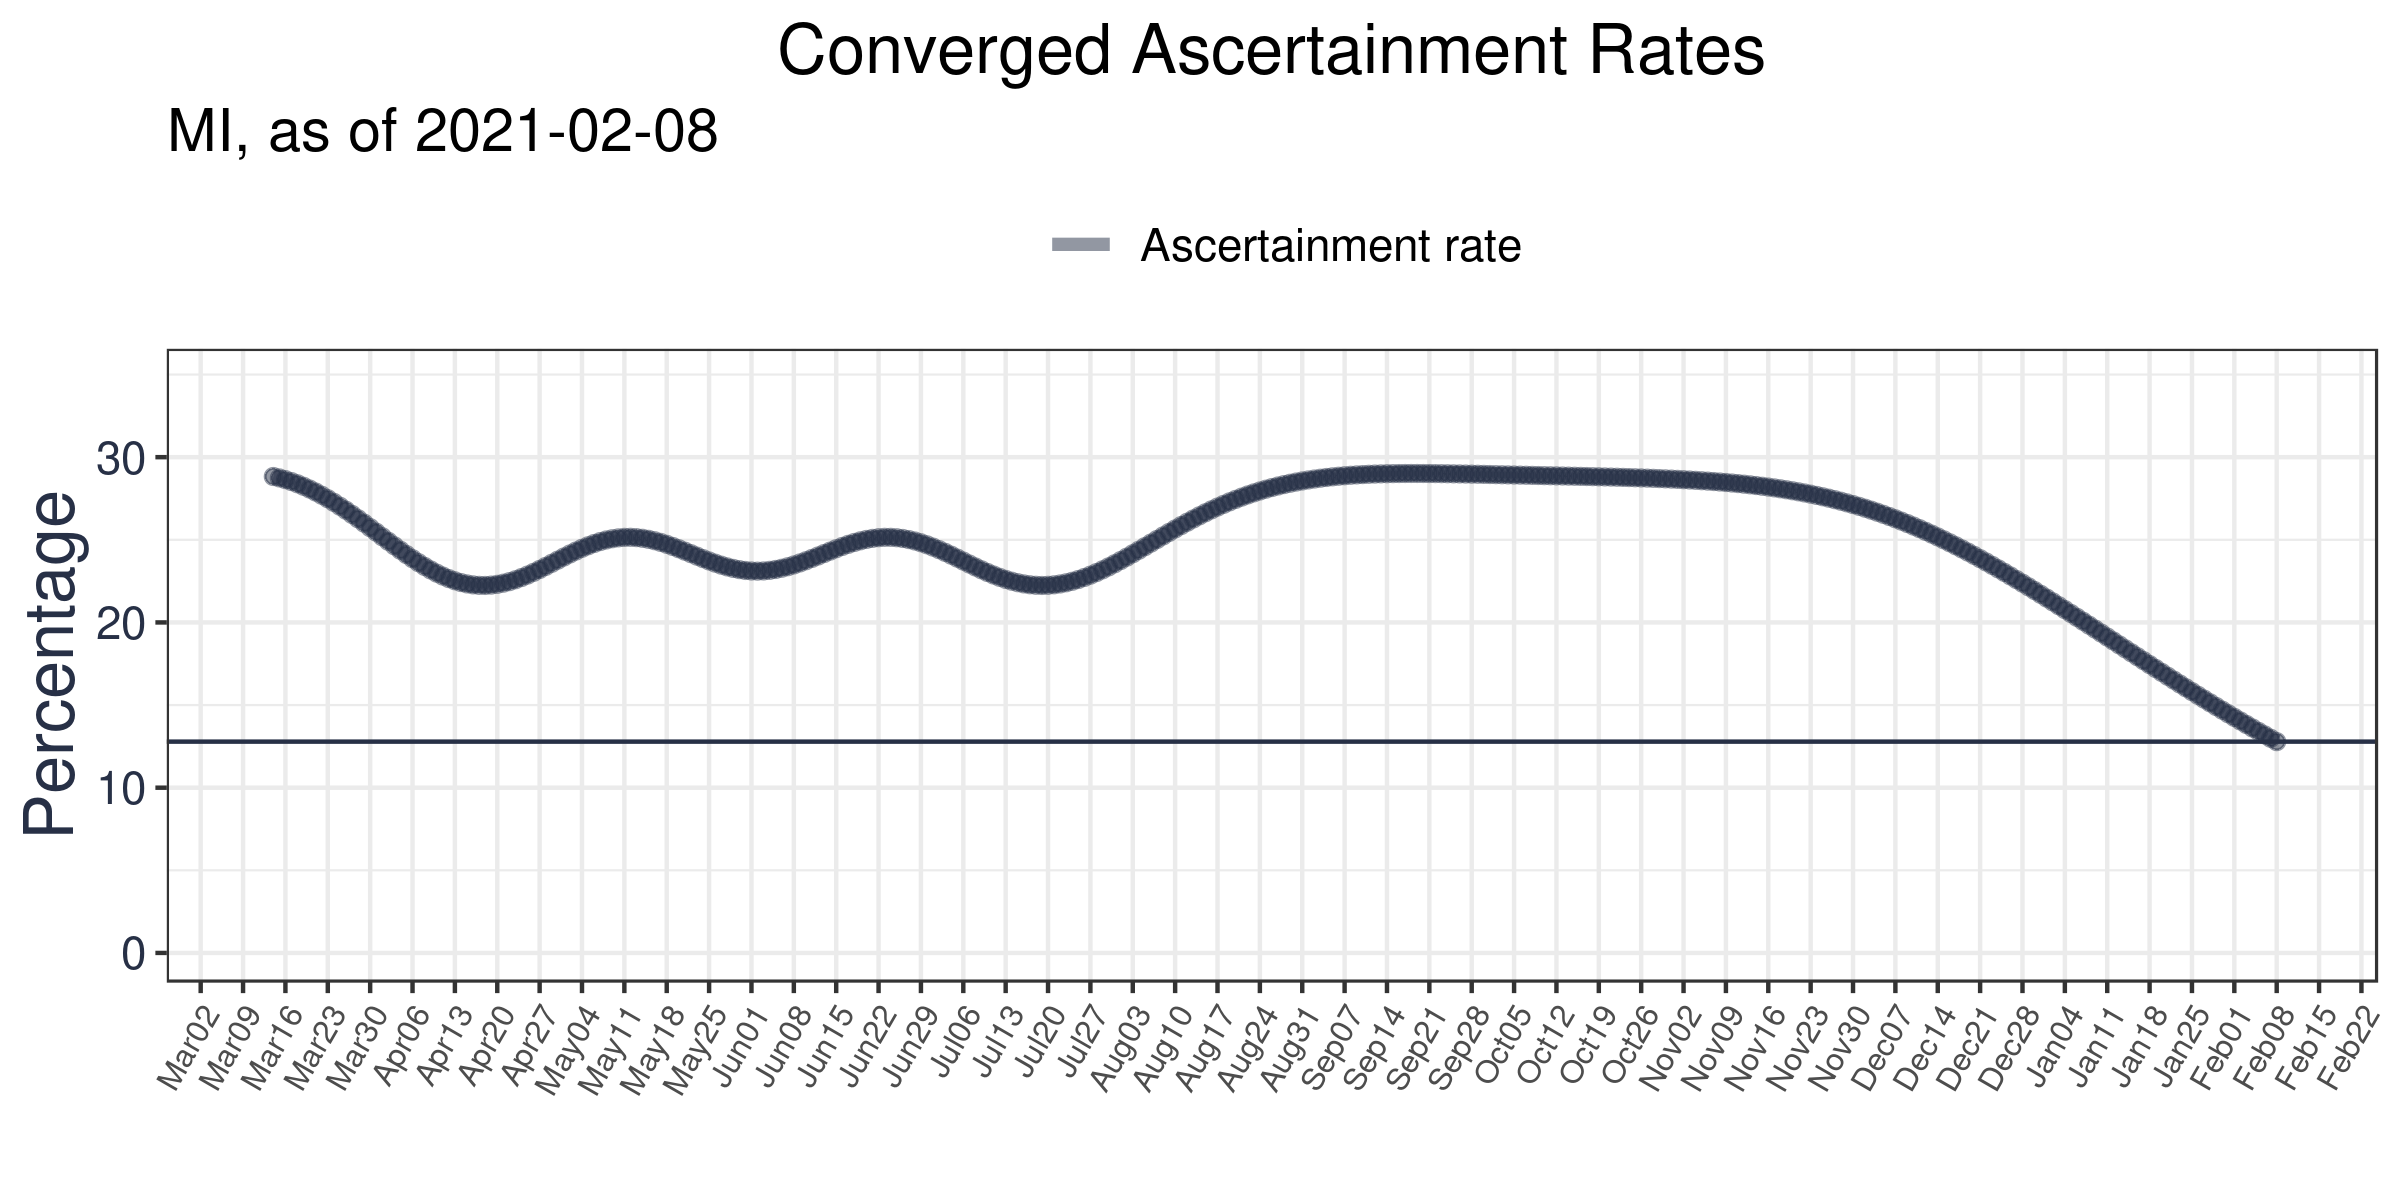 Converged Ascertainment Rates
MI, as of 2021-02-08
Ascertainment rate
Percentage
30
20
10
0
Mar02 Mar09 Mar16 Mar23 Mar30 Apr06 Apr13 Apr20 Apr27 May04 May11 May18 May25 Jun01 Jun08 Jun15 Jun22 Jun29 Jul06 Jul13 Jul20 Jul27 Aug03 Aug10 Aug17 Aug24 Aug31 Sep07 Sep14 Sep21 Sep28 Oct05 Oct12 Oct19 Oct26 Nov02 Nov09 Nov16 Nov23 Nov30 Dec07 Dec14 Dec21 Dec28 Jan04 Jan11 Jan18 Jan25 Feb01 Feb08 Feb15 Feb22